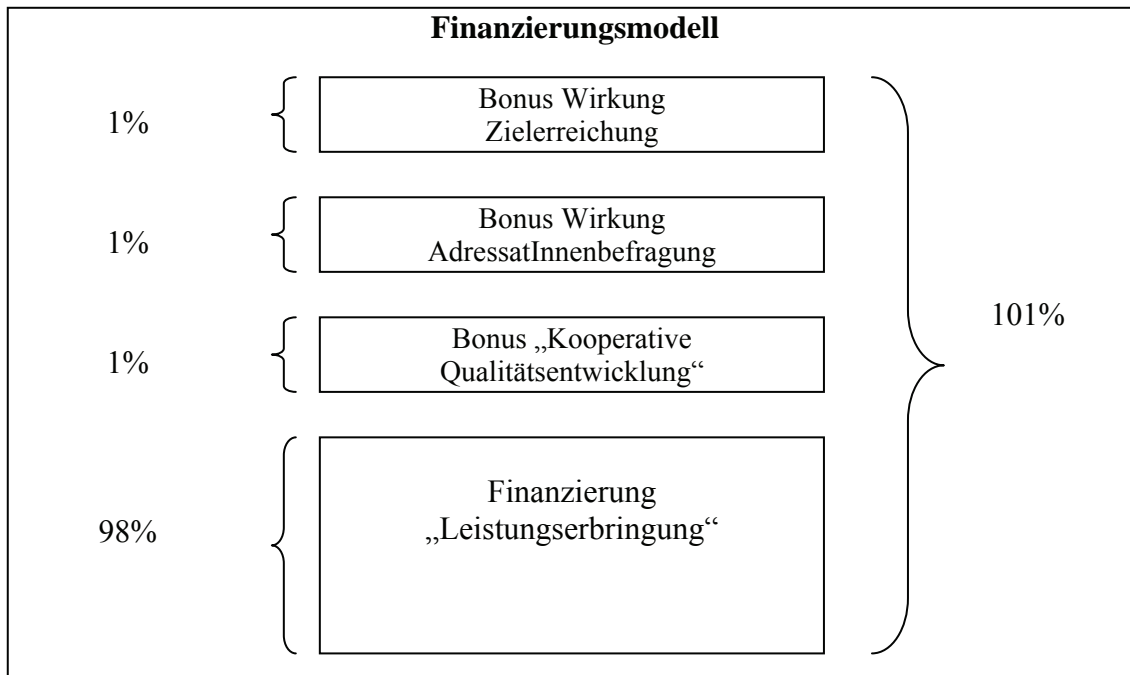 Finanzierungsmodell
1%
Bonus Wirkung
Zielerreichung
1%
Bonus Wirkung
AdressatInnenbefragung
1%
Bonus „Kooperative
Qualitätsentwicklung“
98%
Finanzierung
„Leistungserbringung“
101%